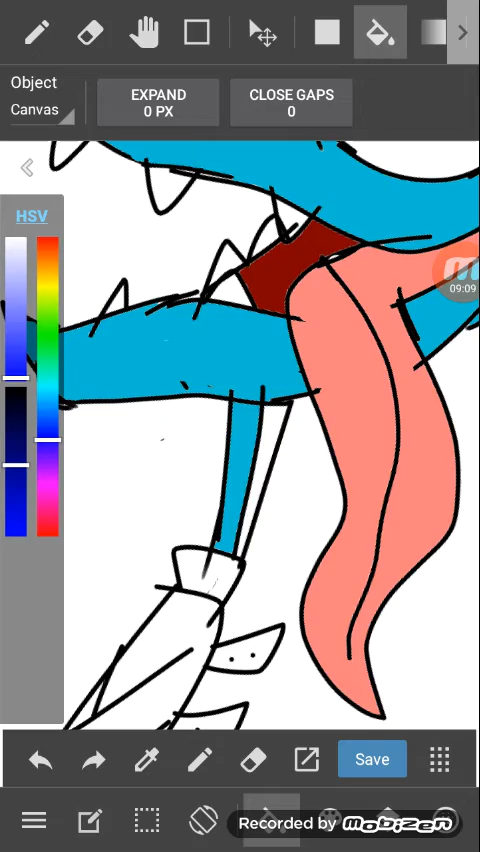 Object
Canvas
EXPAND
0 PX
CLOSE GAPS
0
HSV
09:09
Save
Recorded by MOBIZEN